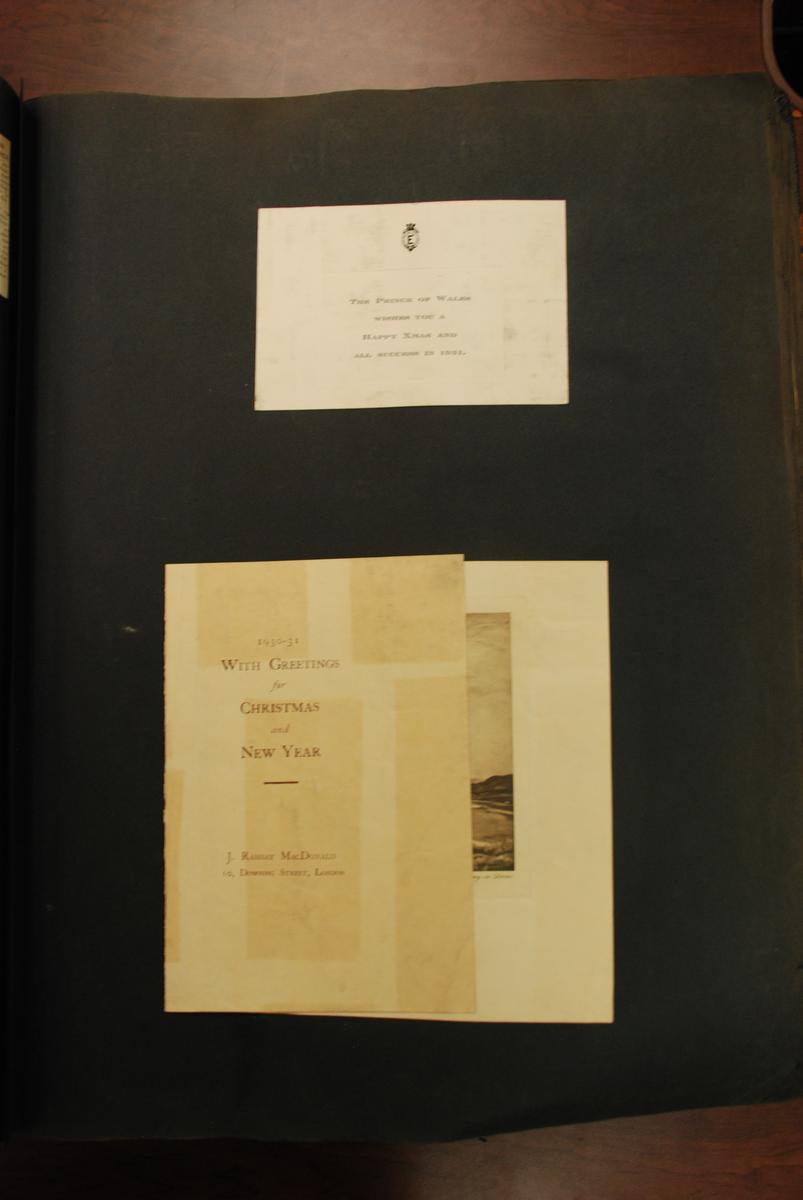 E
THE PRINCE OF WALES
WISHES YOU A
HAPPY XMAS AND
ALL SUCCESS IN 1931.
1930-31
WITH GREETINGS
for
CHRISTMAS
and
NEW YEAR
J. RAMSAY MACDONALD
10, DOWNING STREET, LONDON